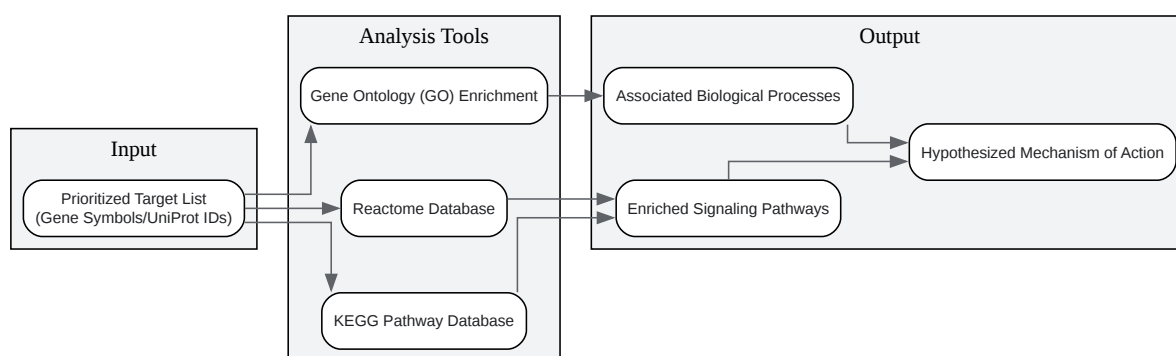 Input
Prioritized Target List
(Gene Symbols/UniProt IDs)
Analysis Tools
Gene Ontology (GO) Enrichment
Reactome Database
KEGG Pathway Database
Output
Associated Biological Processes
Enriched Signaling Pathways
Hypothesized Mechanism of Action